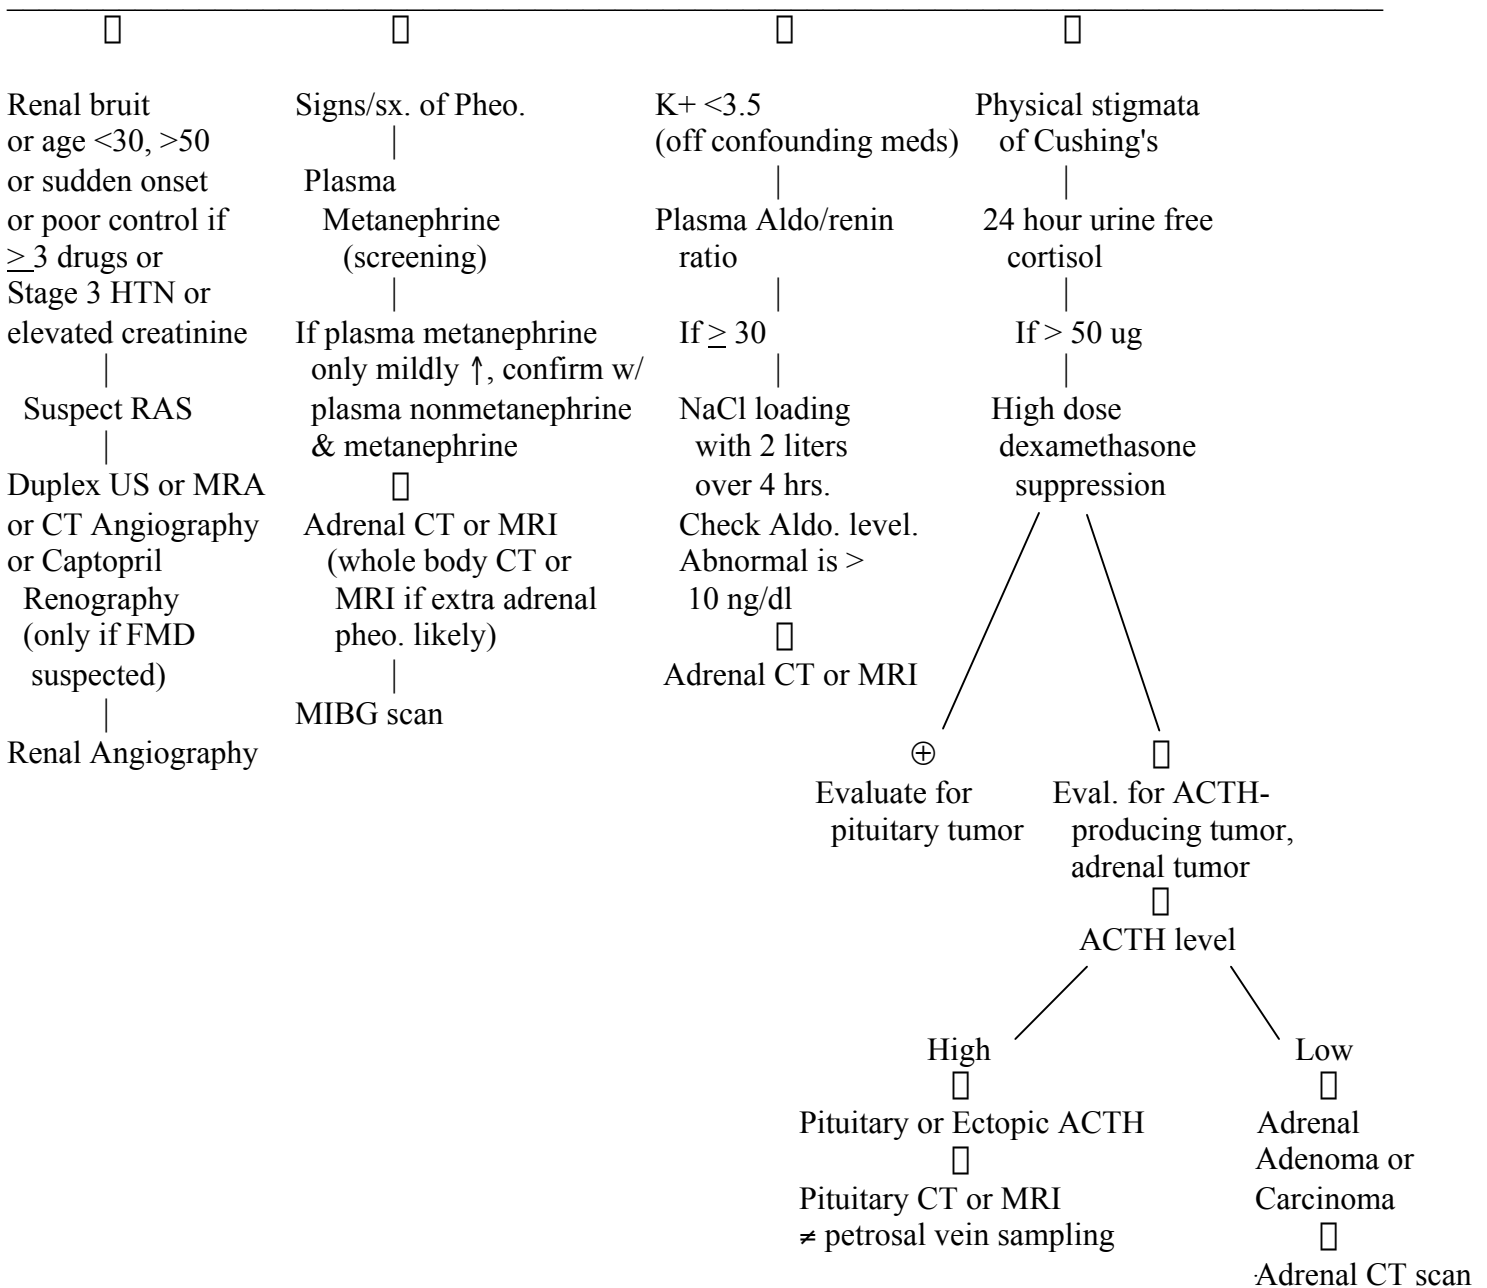 Renal bruit
or age <30, >50
or sudden onset
or poor control if
≥ 3 drugs or
Stage 3 HTN or
elevated creatinine
|
Suspect RAS
|
Duplex US or MRA
or CT Angiography
or Captopril
Renography
(only if FMD
suspected)
|
Renal Angiography
Signs/sx. of Pheo.
|
Plasma
Metanephrine
(screening)
|
If plasma metanephrine
only mildly ↑, confirm w/
plasma nonmetanephrine
& metanephrine
Adrenal CT or MRI
(whole body CT or
MRI if extra adrenal
pheo. likely)
|
MIBG scan
K+ <3.5
(off confounding meds)
|
Plasma Aldo/renin
ratio
|
If ≥ 30
|
NaCl loading
with 2 liters
over 4 hrs.
Check Aldo. level.
Abnormal is >
10 ng/dl
Adrenal CT or MRI
Physical stigmata
of Cushing's
|
24 hour urine free
cortisol
|
If > 50 ug
|
High dose
dexamethasone
suppression
⊕
Evaluate for
pituitary tumor
Eval. for ACTH-
producing tumor,
adrenal tumor
ACTH level
High
Pituitary or Ectopic ACTH
Pituitary CT or MRI
≠ petrosal vein sampling
Low
Adrenal
Adenoma or
Carcinoma
Adrenal CT scan